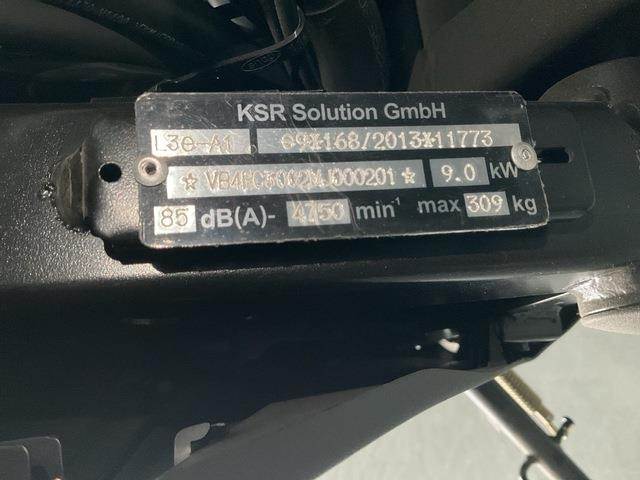 KSR Solution GmbH
L3e-A1 e9*168/2013*11773
9.0 kW
85 dB(A)- 4750 min-1 max 309 kg